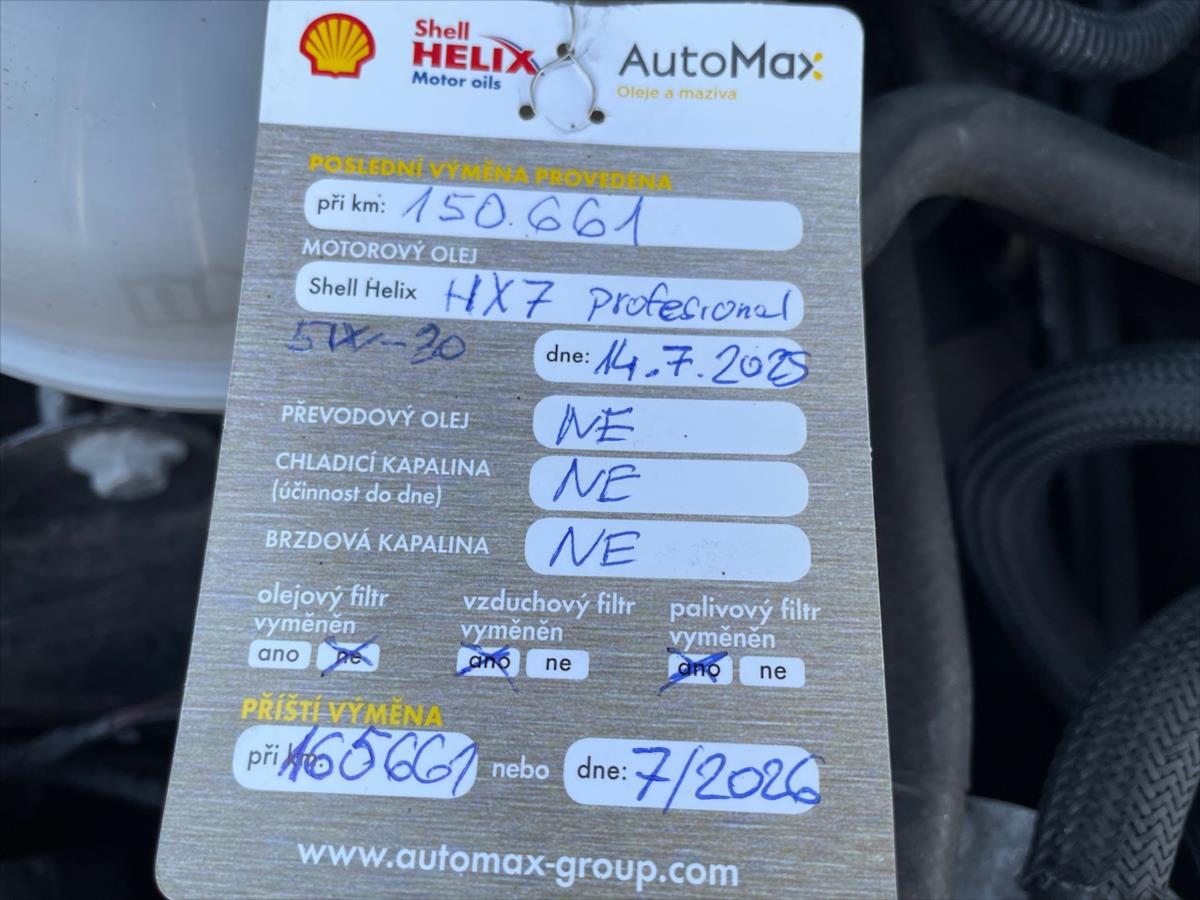 Shell
HELIX
Motor oils
AutoMax
Oleje a maziva
POSLEDNÍ VÝMĚNA PROVEDENA
při km: 150.661
MOTOROVÝ OLEJ
Shell Helix HX7 profesional
5W-30
dne: 14.7.2025
PŘEVODOVÝ OLEJ NE
CHLADICÍ KAPALINA NE
(účinnost do dne)
BRZDOVÁ KAPALINA NE
olejový filtr vyměněn
ano ne
vzduchový filtr vyměněn
ano ne
palivový filtr vyměněn
ano ne
PŘÍŠTÍ VÝMĚNA
při km: 165661 nebo dne: 7/2026
www.automax-group.com